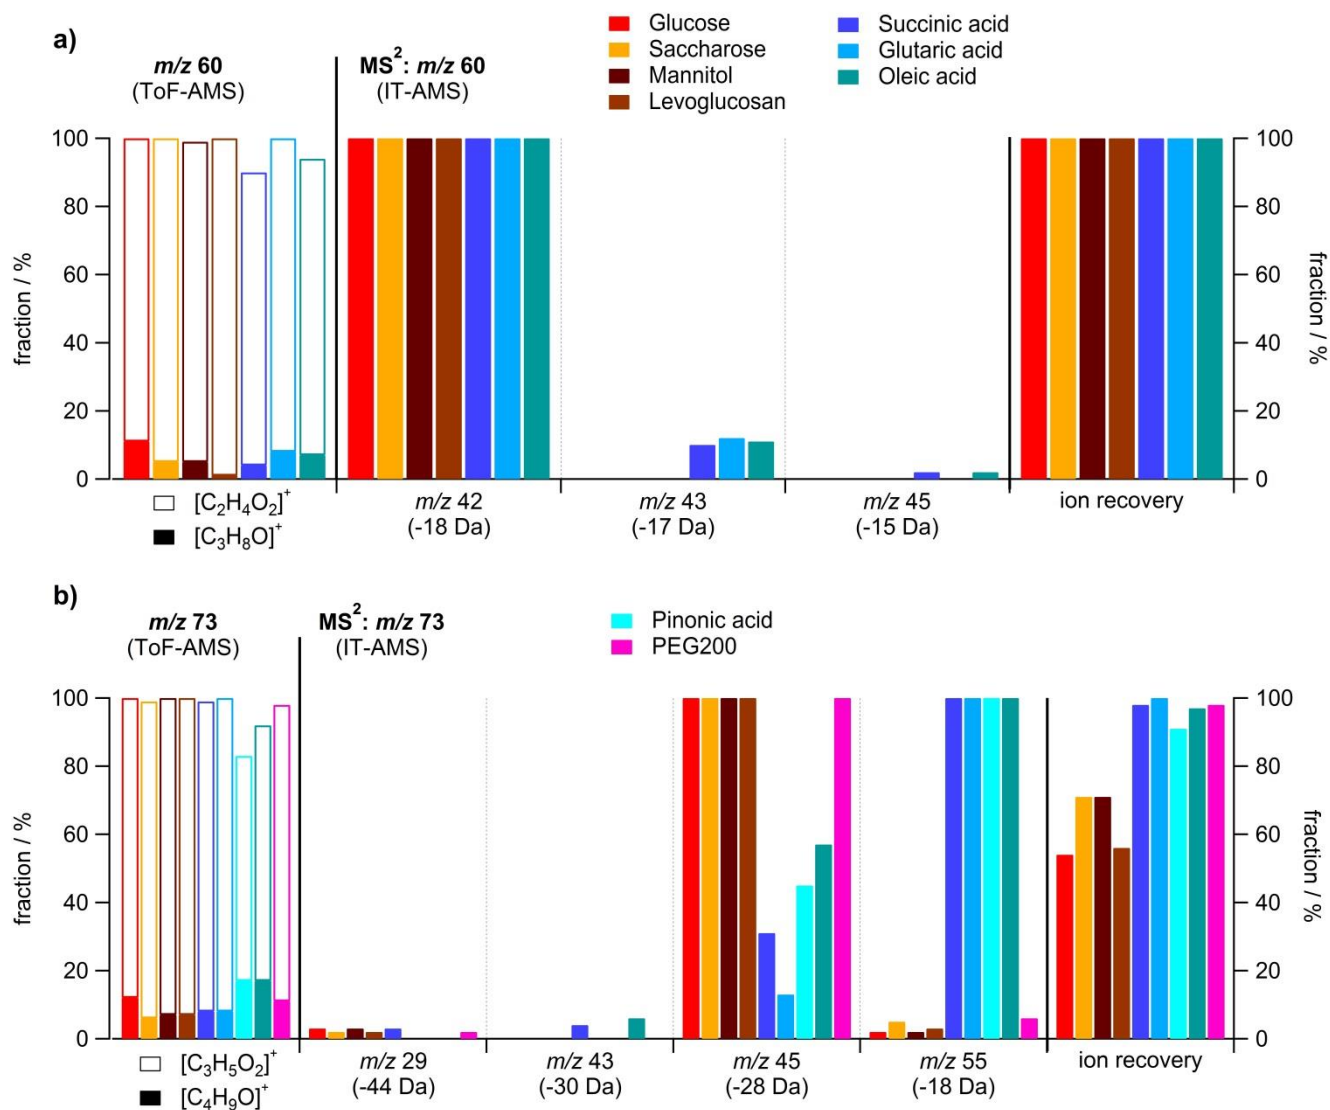 a)
m/z 60
(ToF-AMS)
MS2: m/z 60
(IT-AMS)
Glucose
Saccharose
Mannitol
Levoglucosan
Succinic acid
Glutaric acid
Oleic acid
fraction / %
100
80
60
40
20
0
[C2H4O2]+
[C3H8O]+
m/z 42
(-18 Da)
m/z 43
(-17 Da)
m/z 45
(-15 Da)
ion recovery
100
80
60
40
20
0
fraction / %
b)
m/z 73
(ToF-AMS)
MS2: m/z 73
(IT-AMS)
Pinonic acid
PEG200
fraction / %
100
80
60
40
20
0
[C3H5O2]+
[C4H9O]+
m/z 29
(-44 Da)
m/z 43
(-30 Da)
m/z 45
(-28 Da)
m/z 55
(-18 Da)
ion recovery
100
80
60
40
20
0
fraction / %